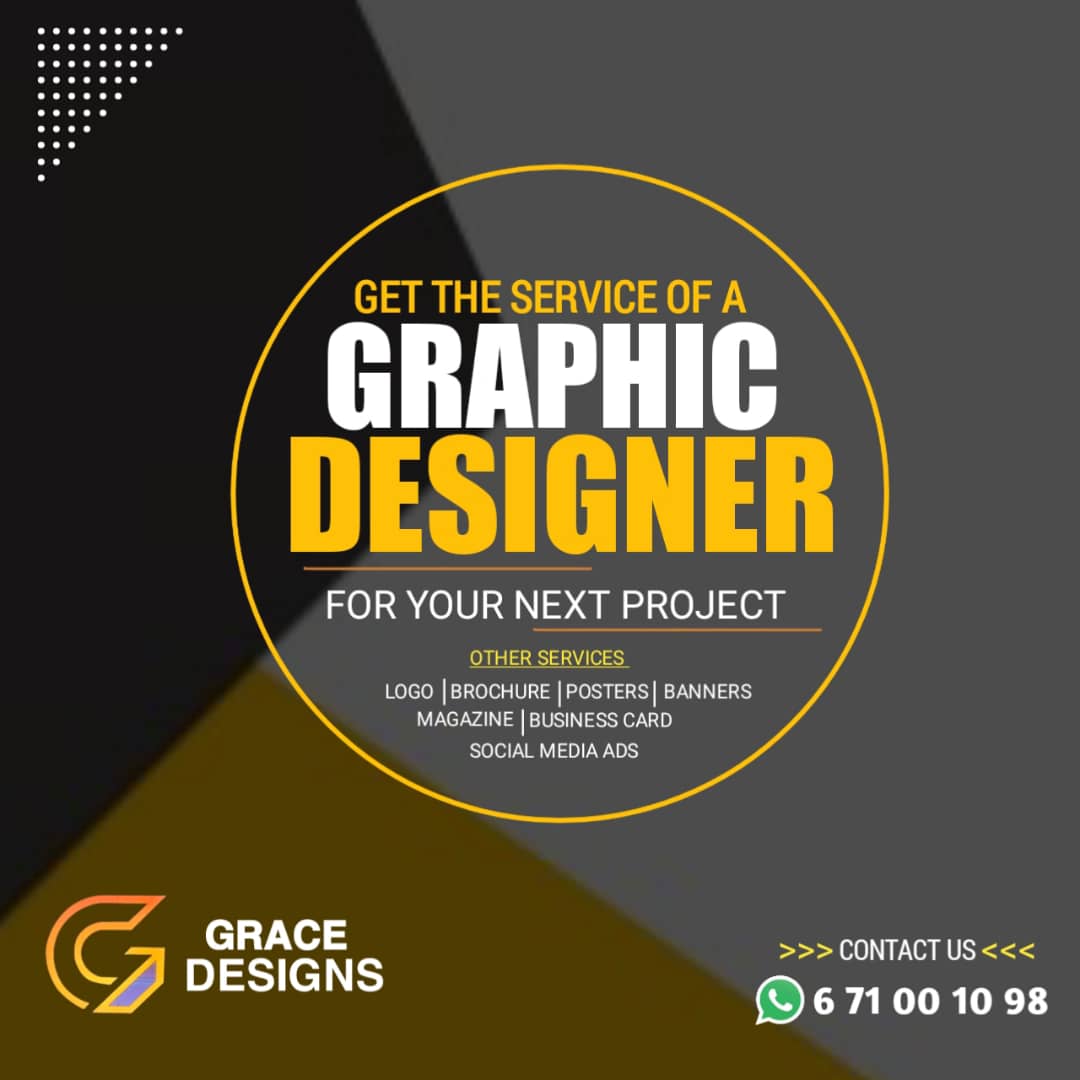 GET THE SERVICE OF A
GRAPHIC
DESIGNER
FOR YOUR NEXT PROJECT
OTHER SERVICES
LOGO | BROCHURE | POSTERS | BANNERS
MAGAZINE | BUSINESS CARD
SOCIAL MEDIA ADS
GRACE
DESIGNS
>>> CONTACT US <<<
6 71 00 10 98